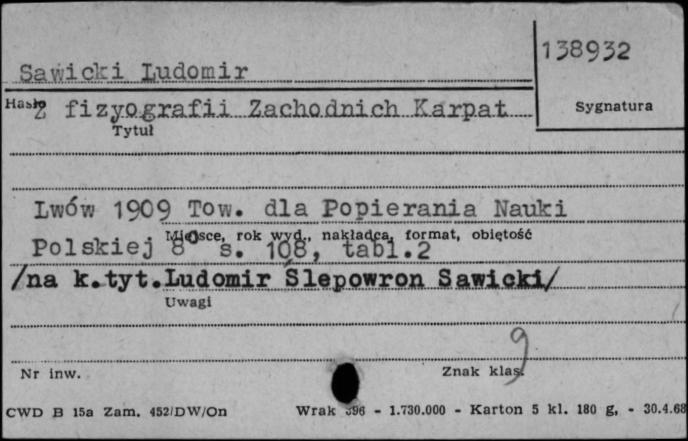 138932
Sawicki Ludomir
Hasło
Z fizyografii Zachodnich Karpat
Sygnatura
Tytuł
Lwów 1909 Tow. dla Popierania Nauki
Miejsce, rok wyd., nakładca, format, objętość
Polskiej 8° s. 108, tabl.2
/na k.tyt.Ludomir Ślepowron Sawicki/
Uwagi
9
Nr inw.
Znak klas.
CWD B 15a Zam. 452/DW/On
Wrak 396 - 1.730.000 - Karton 5 kl. 180 g, - 30.4.68